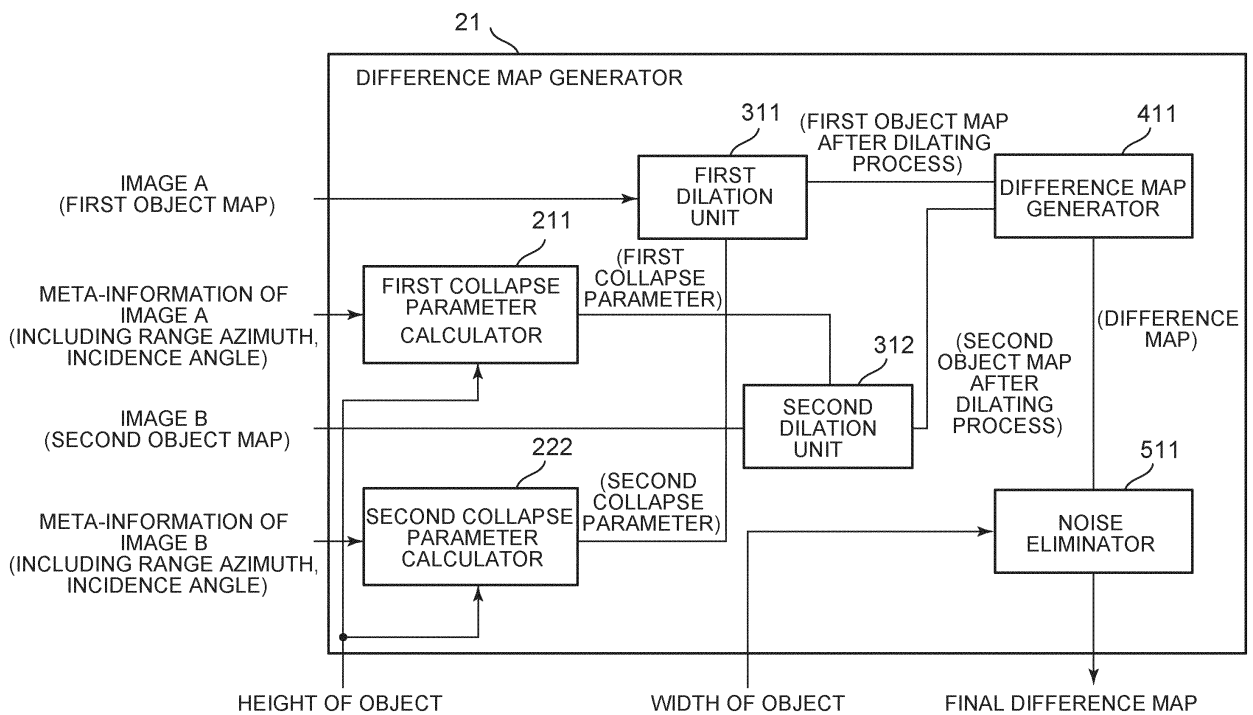 21
DIFFERENCE MAP GENERATOR
311
(FIRST OBJECT MAP
AFTER DILATING
PROCESS)
411
IMAGE A
(FIRST OBJECT MAP)
FIRST
DILATION
UNIT
DIFFERENCE MAP
GENERATOR
211
(FIRST
COLLAPSE
PARAMETER)
META-INFORMATION OF
IMAGE A
(INCLUDING RANGE AZIMUTH,
INCIDENCE ANGLE)
FIRST COLLAPSE
PARAMETER
CALCULATOR
312
(SECOND
OBJECT MAP
AFTER
DILATING
PROCESS)
(DIFFERENCE
MAP)
IMAGE B
(SECOND OBJECT MAP)
SECOND
DILATION
UNIT
222
(SECOND
COLLAPSE
PARAMETER)
511
META-INFORMATION OF
IMAGE B
(INCLUDING RANGE AZIMUTH,
INCIDENCE ANGLE)
SECOND COLLAPSE
PARAMETER
CALCULATOR
NOISE
ELIMINATOR
HEIGHT OF OBJECT
WIDTH OF OBJECT
FINAL DIFFERENCE MAP